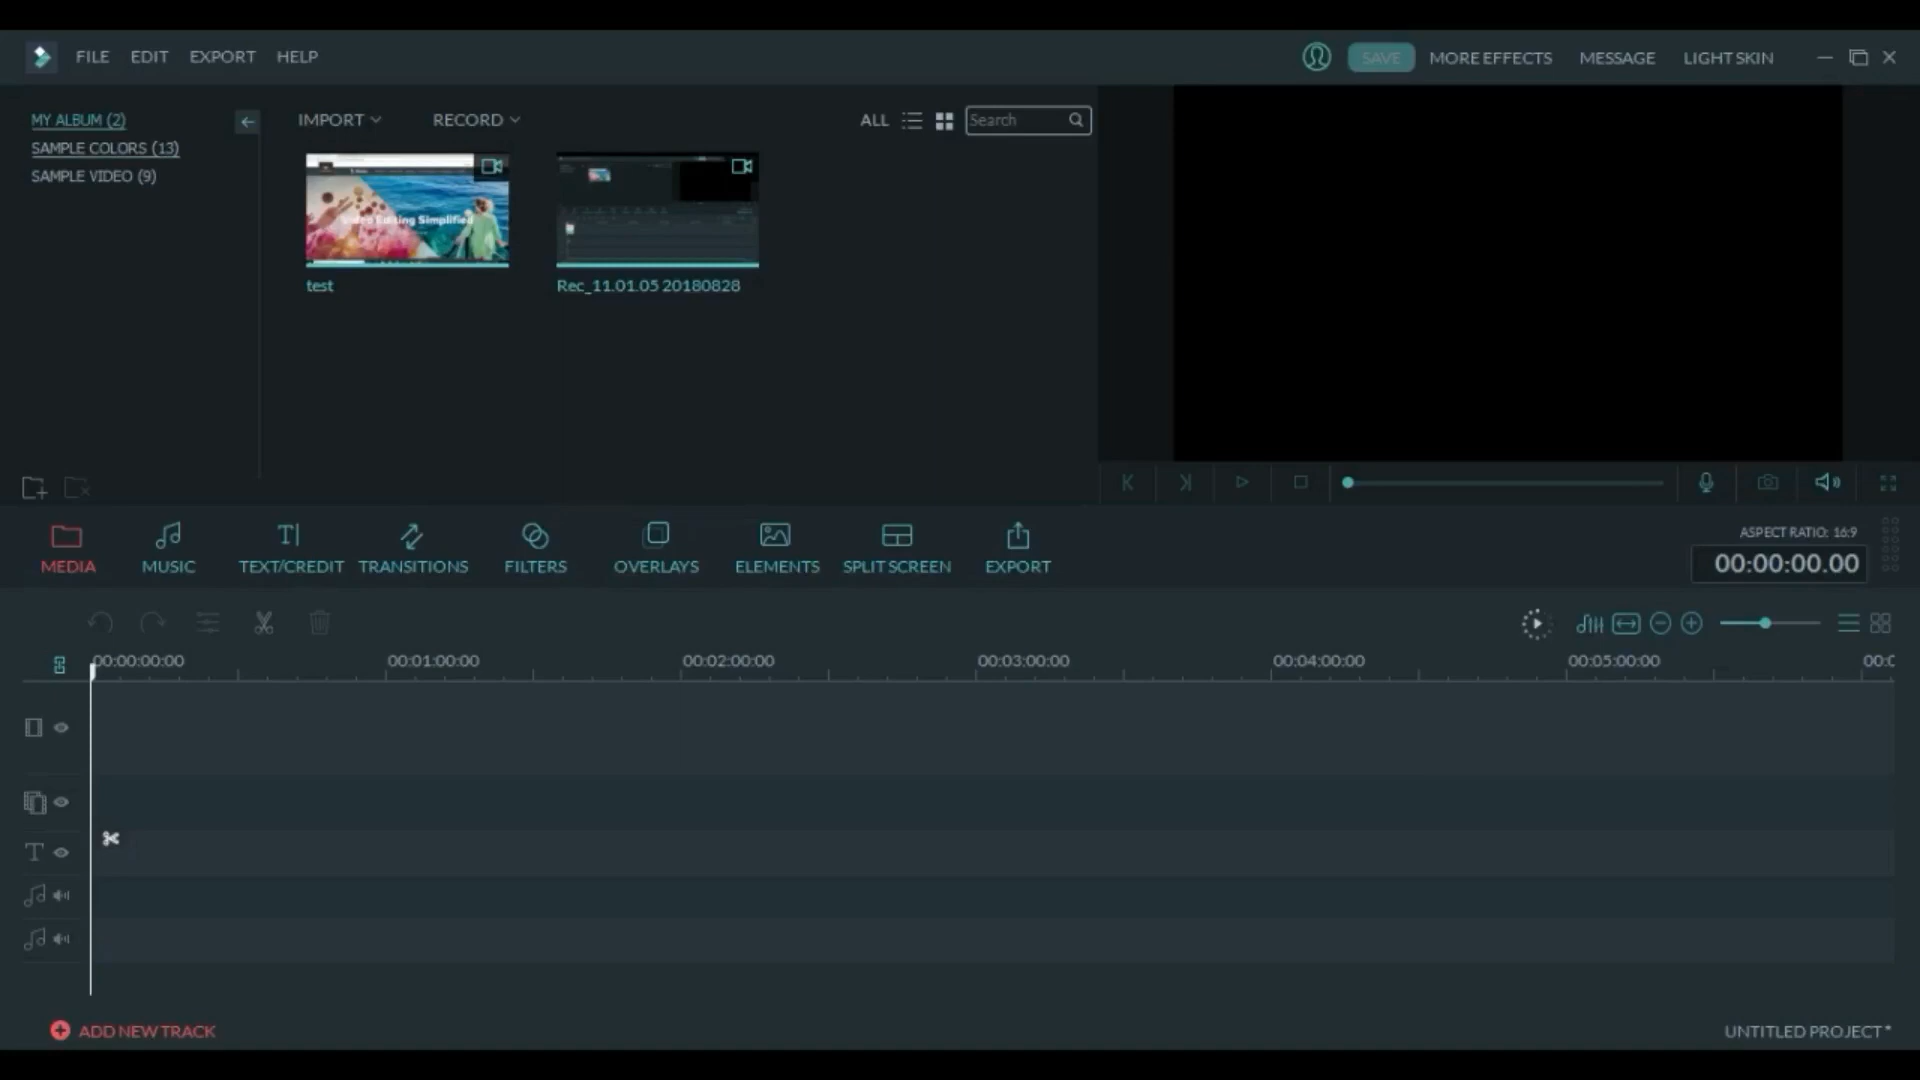 FILE EDIT EXPORT HELP
SAVE MORE EFFECTS MESSAGE LIGHT SKIN
MY ALBUM (2)
SAMPLE COLORS (13)
SAMPLE VIDEO (9)
IMPORT RECORD ALL Search
Video Editing Simplified
test Rec_11.01.05 20180828
MEDIA MUSIC TEXT/CREDIT TRANSITIONS FILTERS OVERLAYS ELEMENTS SPLIT SCREEN EXPORT
ASPECT RATIO: 16:9
00:00:00.00
00:00:00:00 00:01:00:00 00:02:00:00 00:03:00:00 00:04:00:00 00:05:00:00
ADD NEW TRACK
UNTITLED PROJECT *